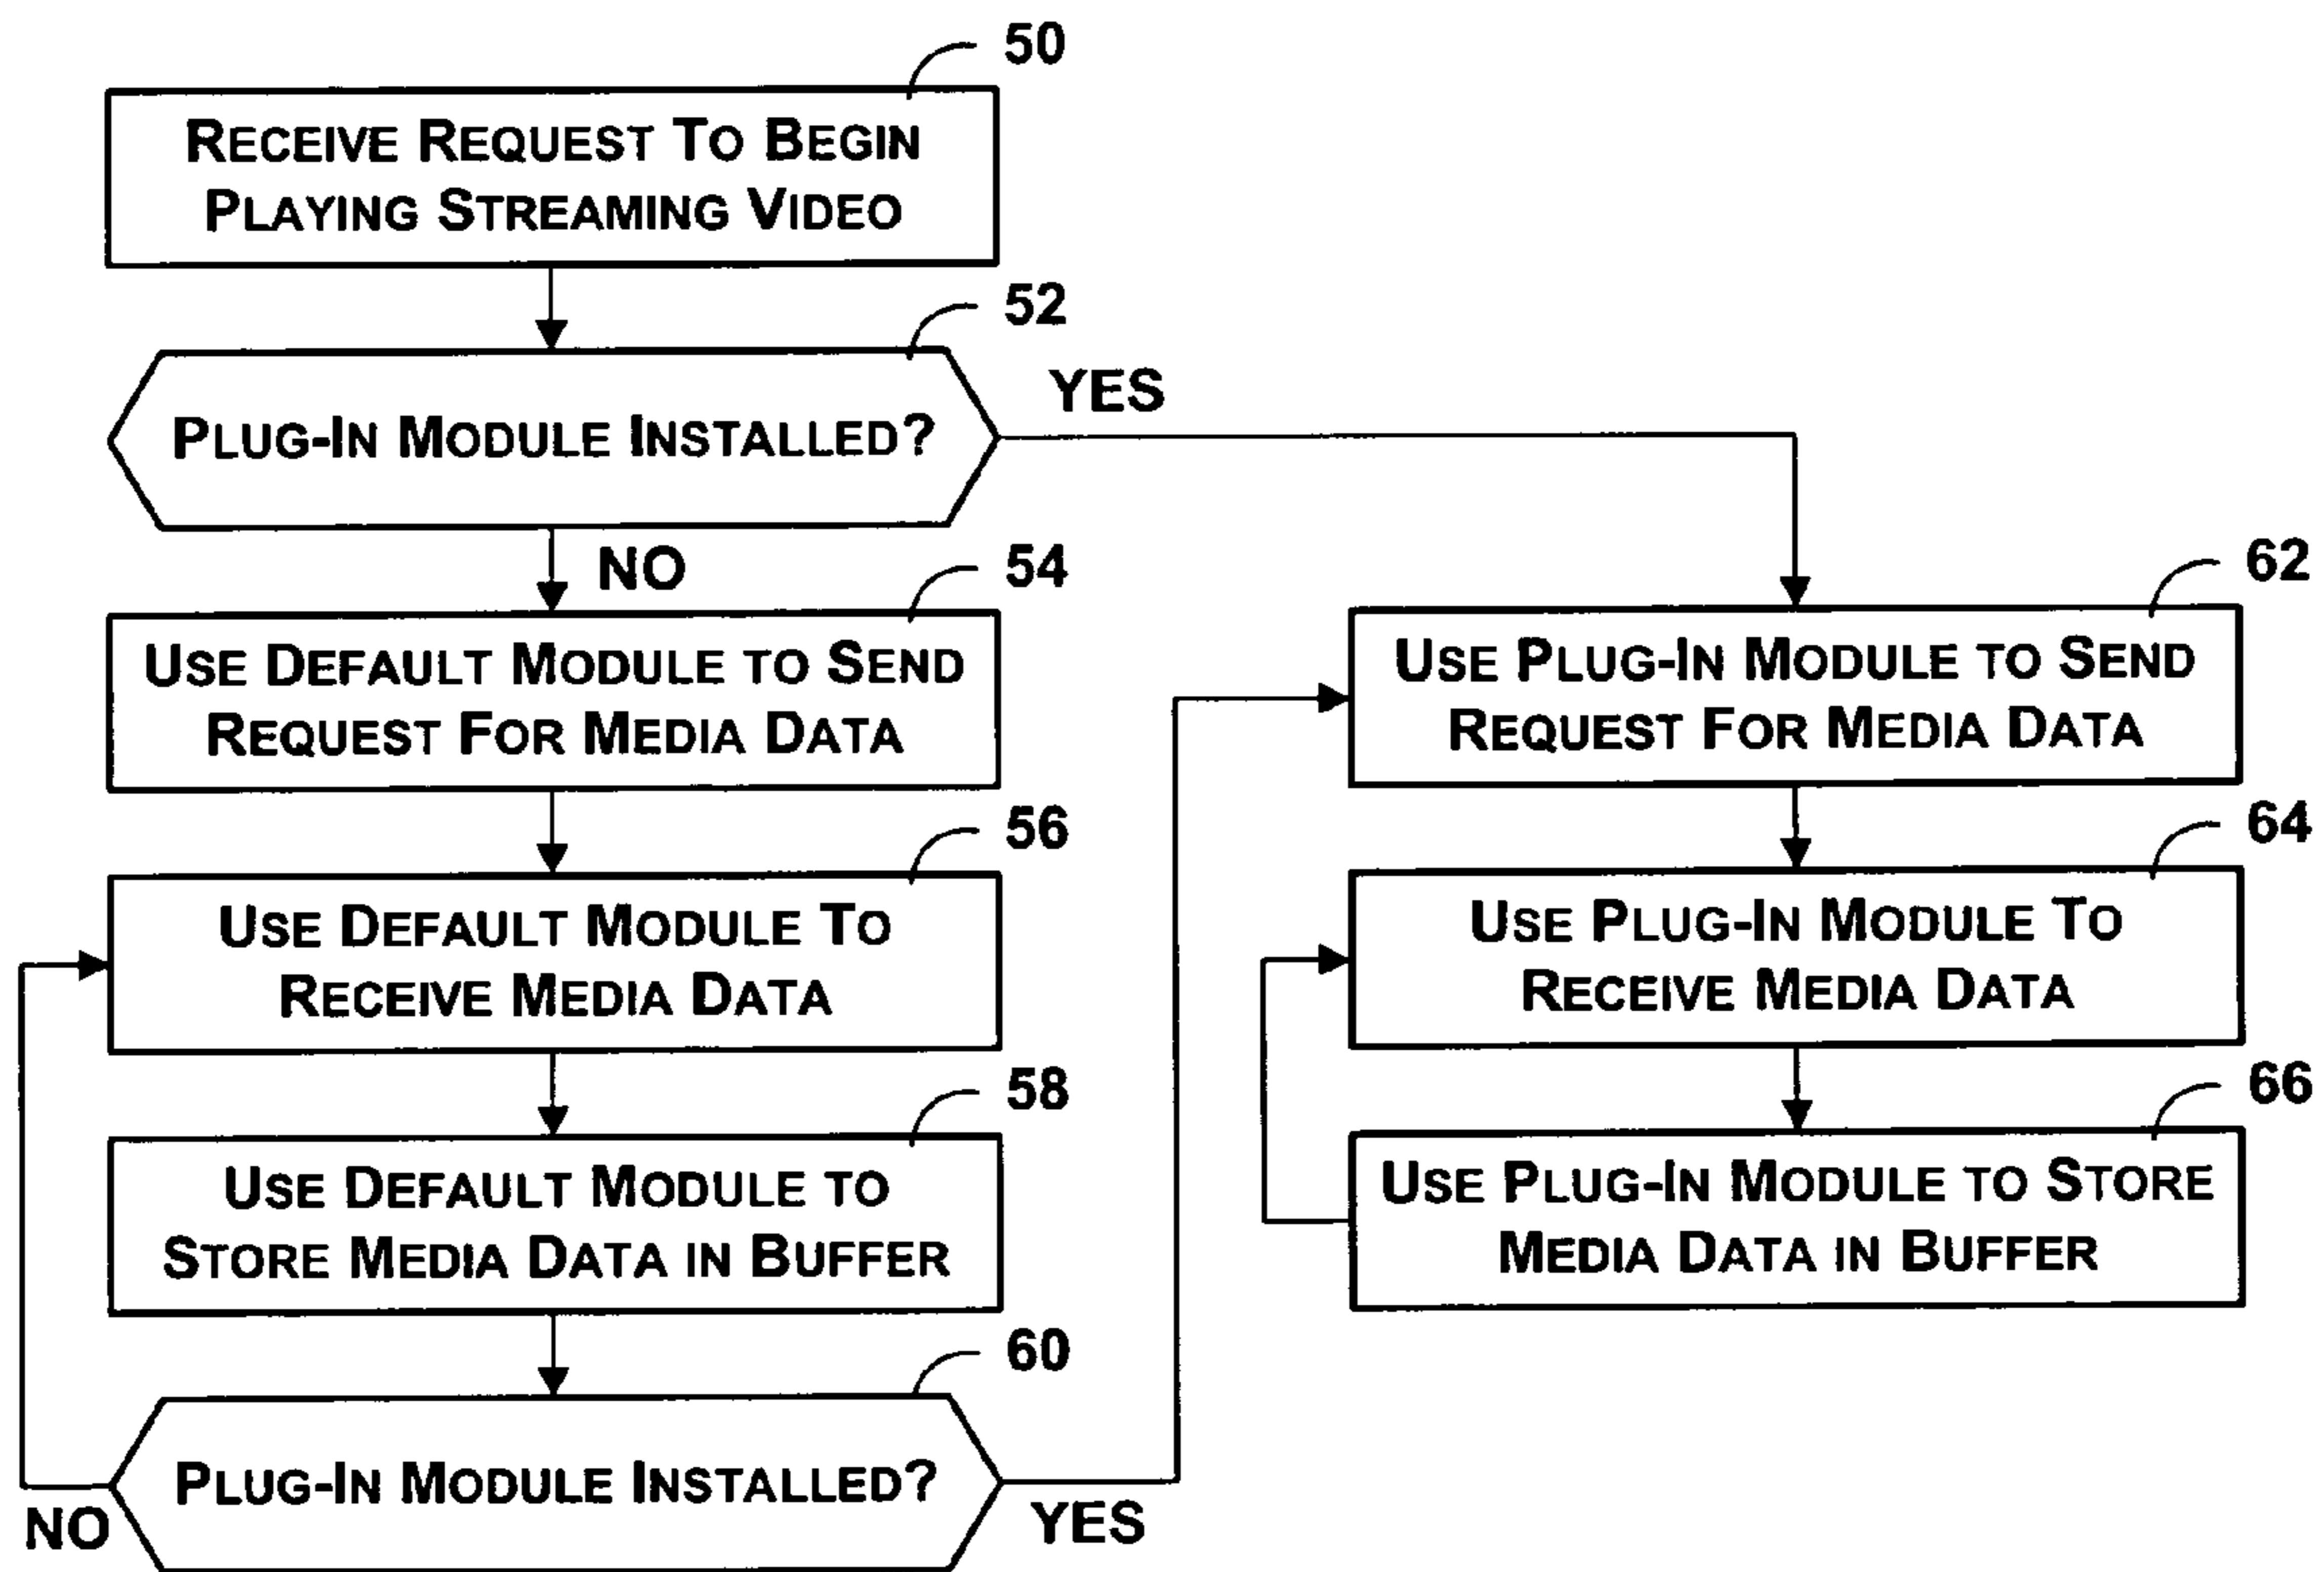 50
RECEIVE REQUEST TO BEGIN
PLAYING STREAMING VIDEO
52
PLUG-IN MODULE INSTALLED?
YES
NO
54
USE DEFAULT MODULE TO SEND
REQUEST FOR MEDIA DATA
56
USE DEFAULT MODULE TO
RECEIVE MEDIA DATA
58
USE DEFAULT MODULE TO
STORE MEDIA DATA IN BUFFER
60
PLUG-IN MODULE INSTALLED?
NO
YES
62
USE PLUG-IN MODULE TO SEND
REQUEST FOR MEDIA DATA
64
USE PLUG-IN MODULE TO
RECEIVE MEDIA DATA
66
USE PLUG-IN MODULE TO STORE
MEDIA DATA IN BUFFER